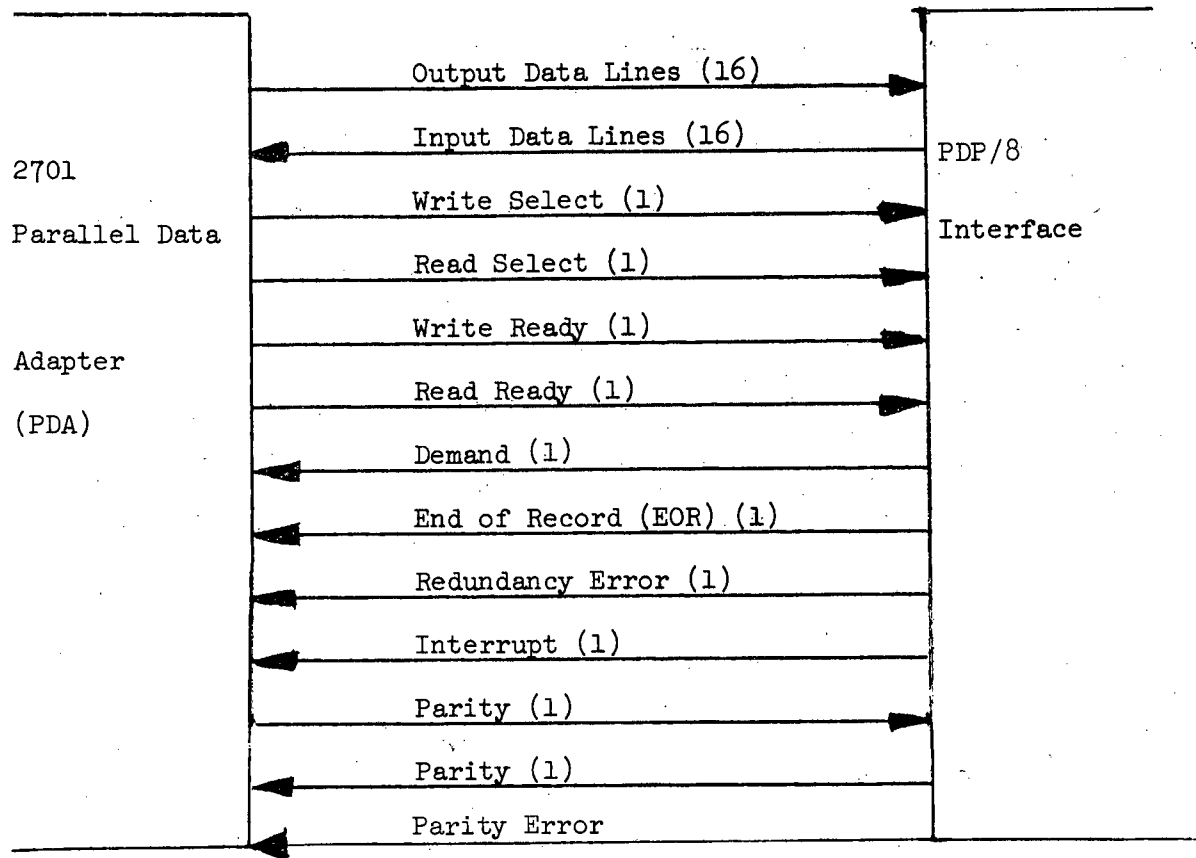 2701
Parallel Data
Adapter
(PDA)
Output Data Lines (16)
Input Data Lines (16)
Write Select (1)
Read Select (1)
Write Ready (1)
Read Ready (1)
Demand (1)
End of Record (EOR) (1)
Redundancy Error (1)
Interrupt (1)
Parity (1)
Parity (1)
Parity Error
PDP/8
Interface